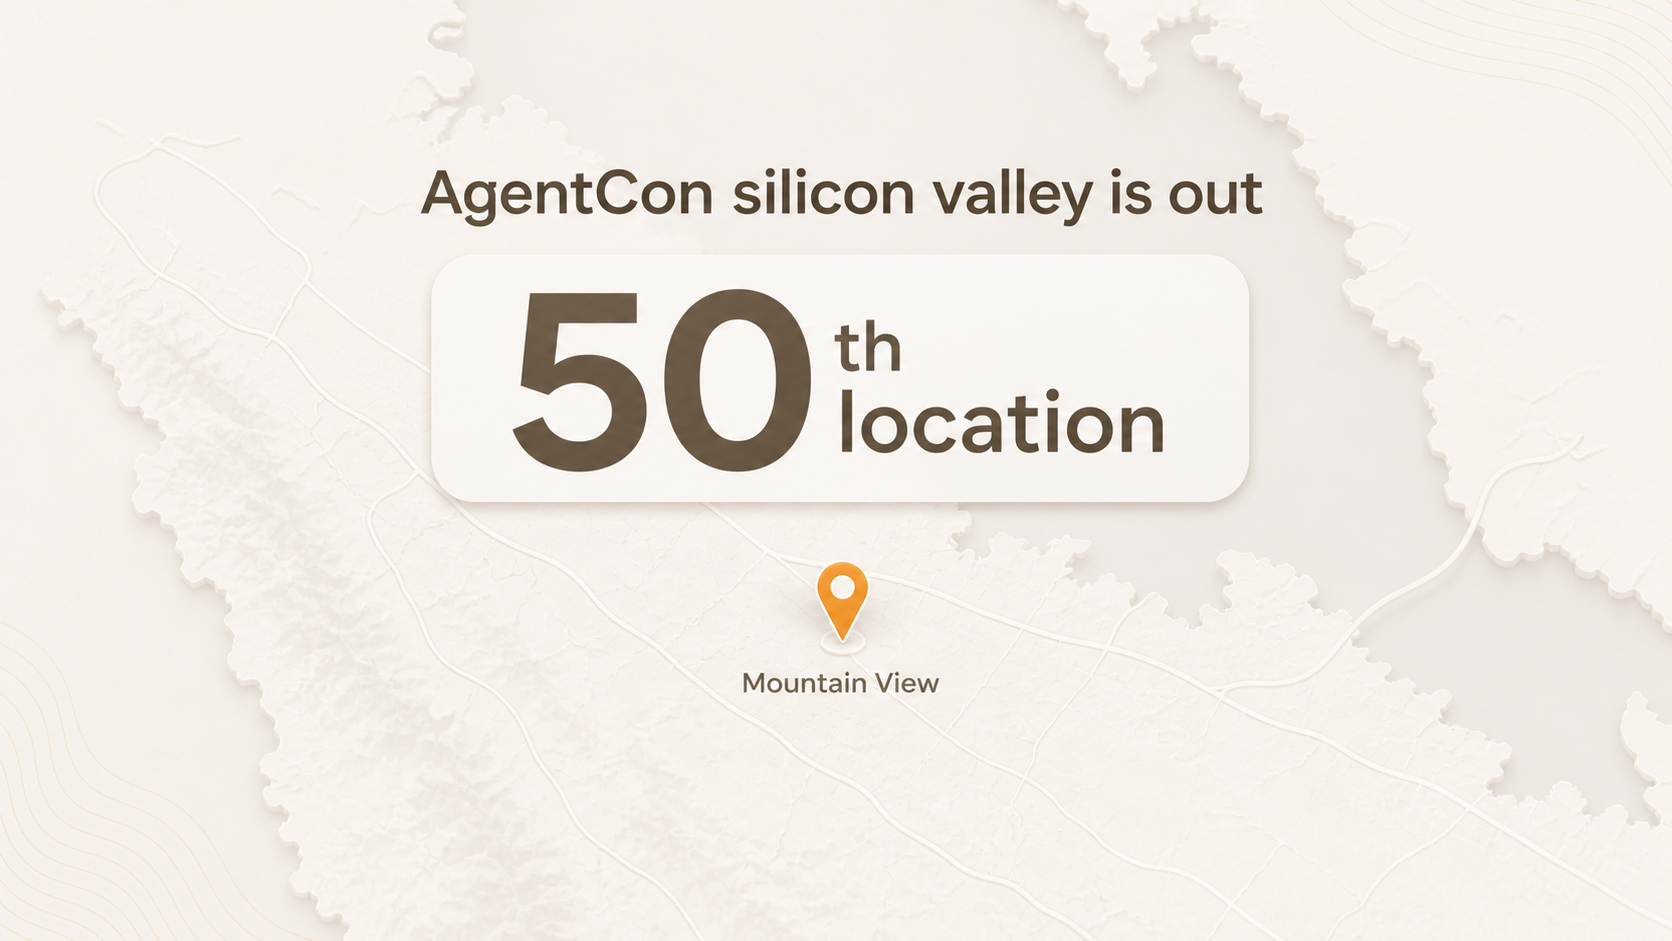 AgentCon silicon valley is out
50 th
location
Mountain View